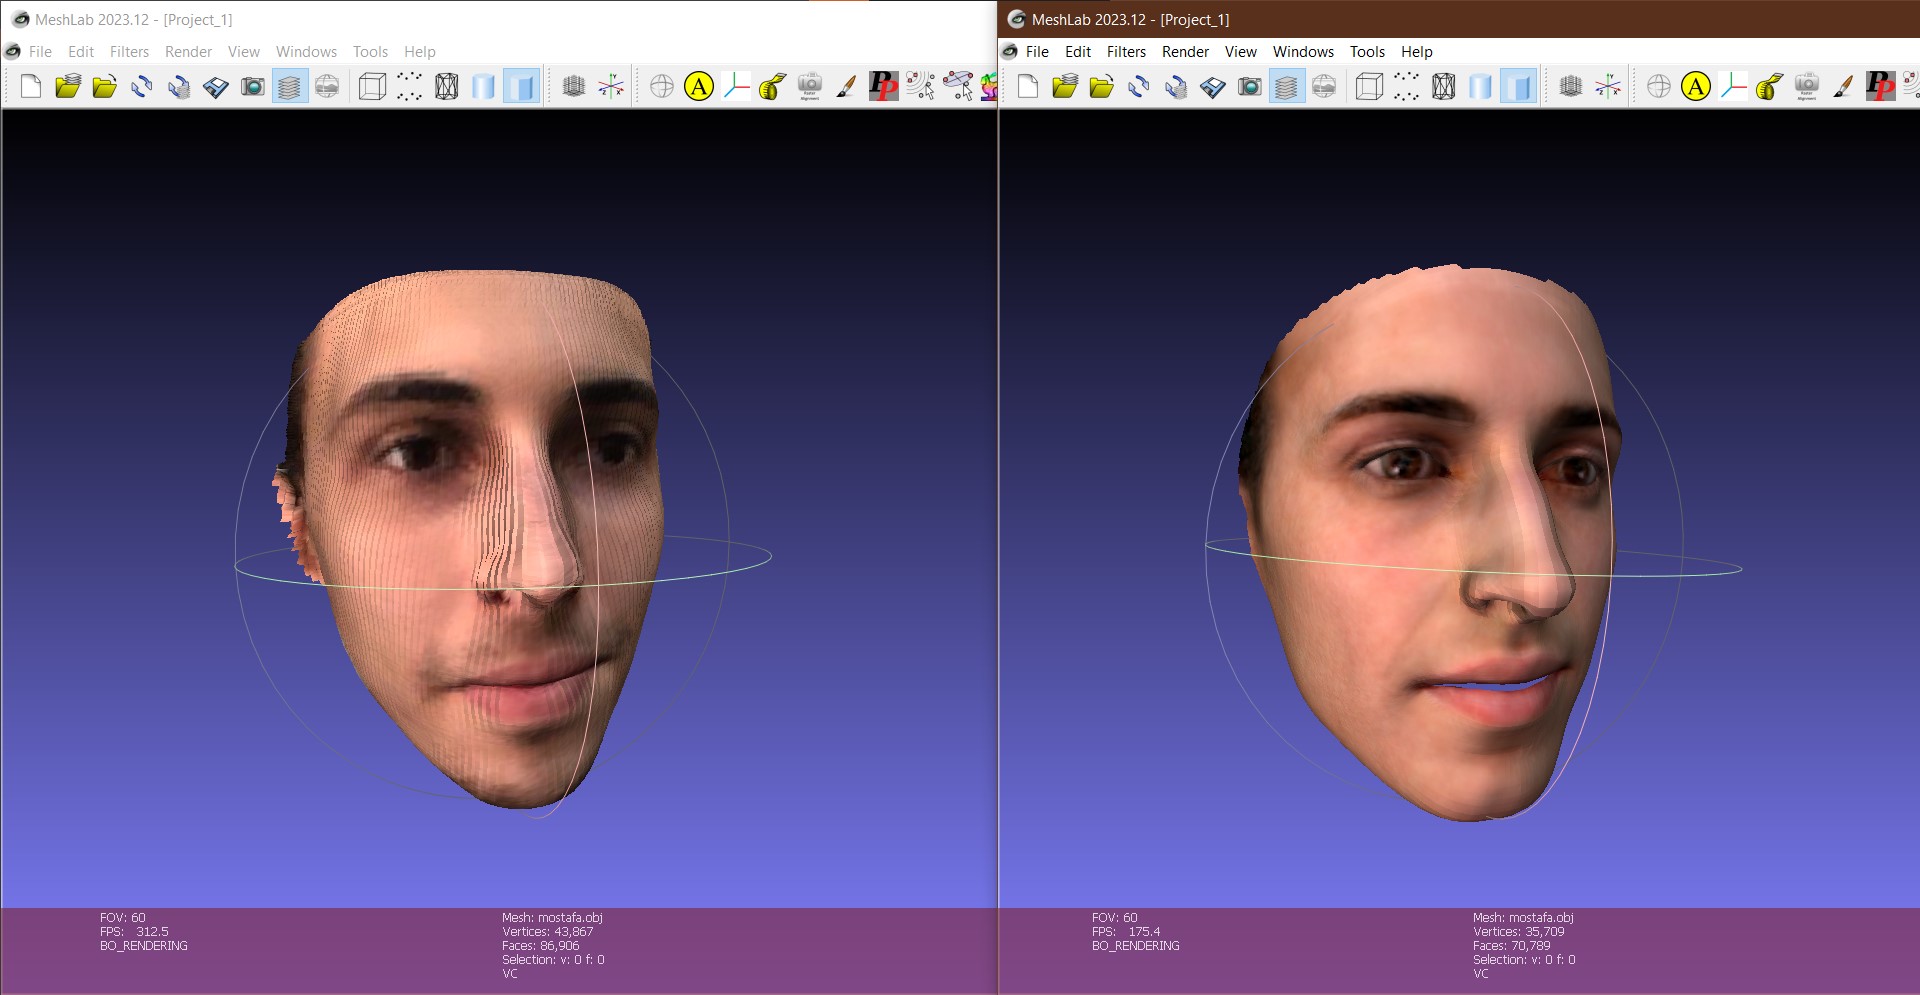 MeshLab 2023.12 - [Project_1]
File Edit Filters Render View Windows Tools Help
A
PP
FOV: 60
FPS: 312.5
BO_RENDERING
Mesh: mostafa.obj
Vertices: 43,867
Faces: 86,906
Selection: v: 0 f: 0
VC
MeshLab 2023.12 - [Project_1]
File Edit Filters Render View Windows Tools Help
A
PP
FOV: 60
FPS: 175.4
BO_RENDERING
Mesh: mostafa.obj
Vertices: 35,709
Faces: 70,789
Selection: v: 0 f: 0
VC